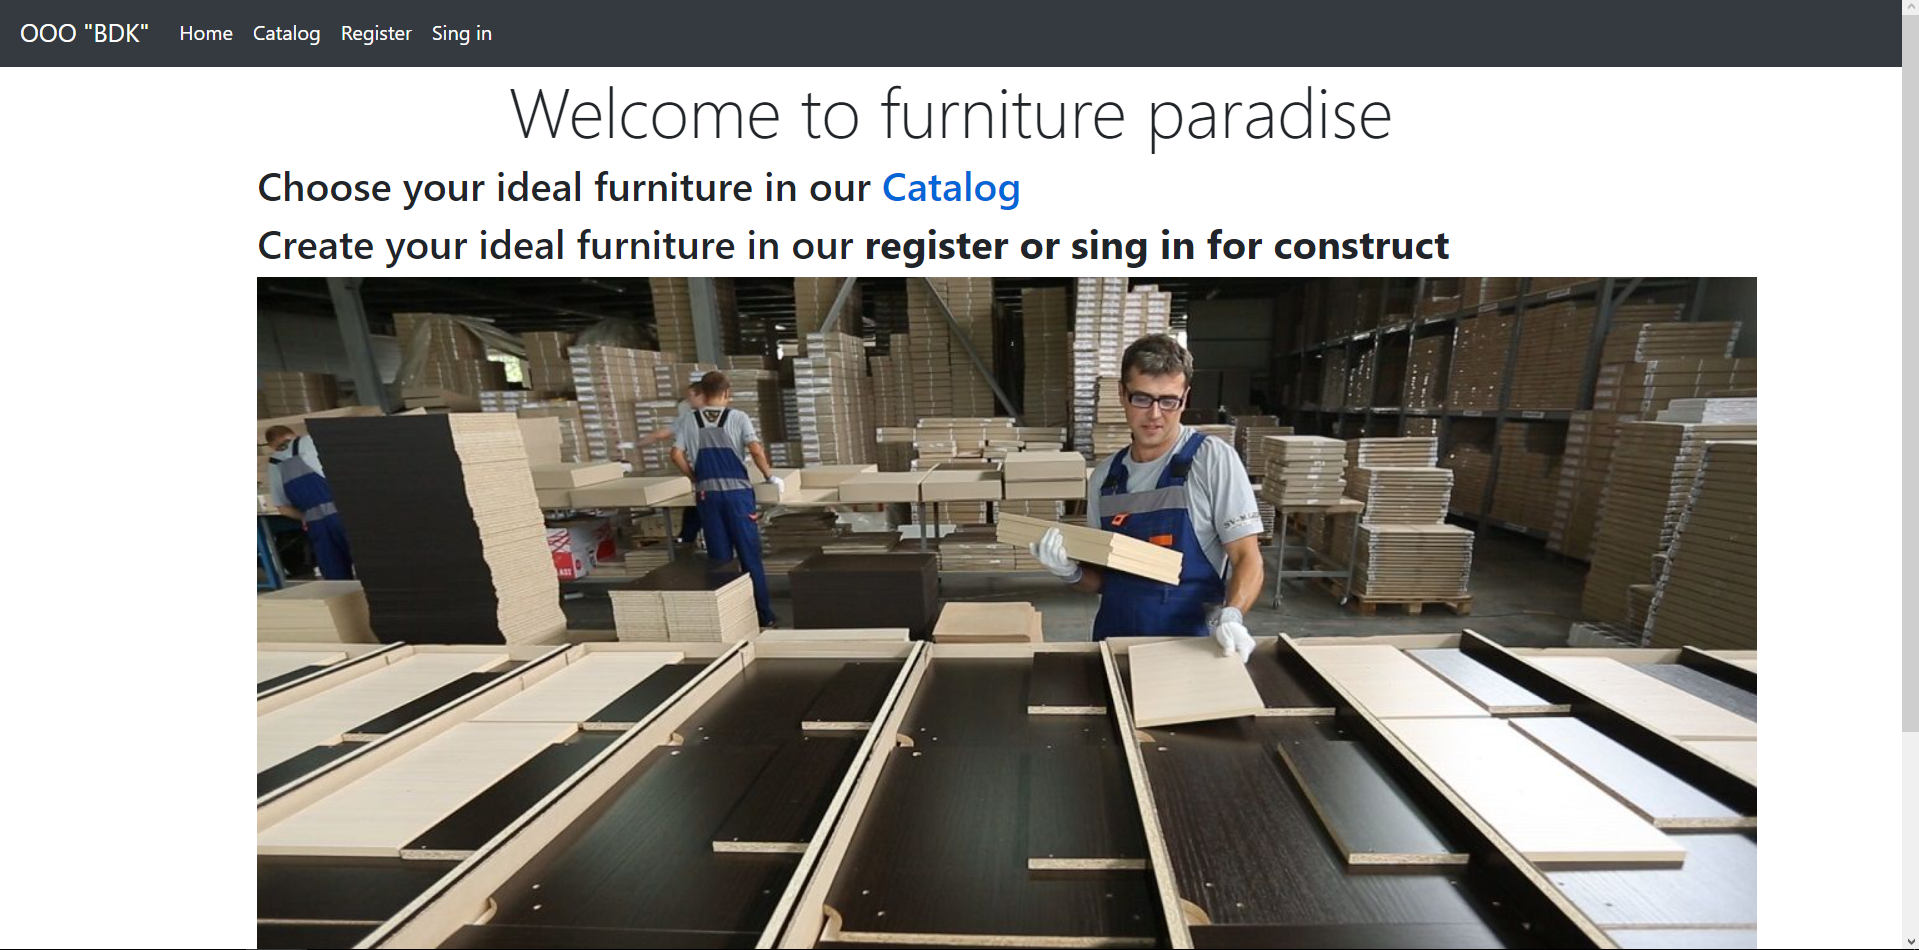 OOO "BDK" Home Catalog Register Sing in
Welcome to furniture paradise
Choose your ideal furniture in our Catalog
Create your ideal furniture in our register or sing in for construct